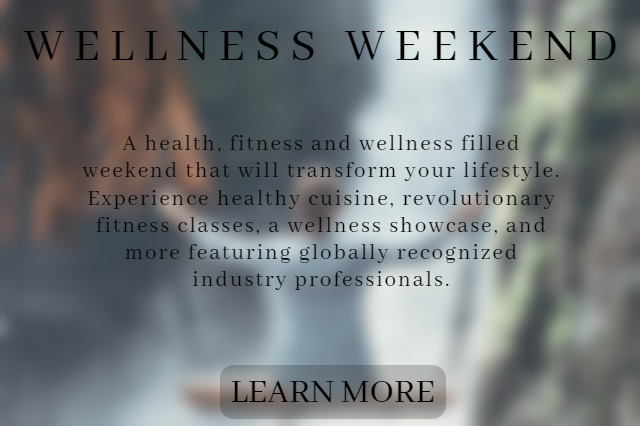 WELLNESS WEEKEND
A health, fitness and wellness filled
weekend that will transform your lifestyle.
Experience healthy cuisine, revolutionary
fitness classes, a wellness showcase, and
more featuring globally recognized
industry professionals.
LEARN MORE